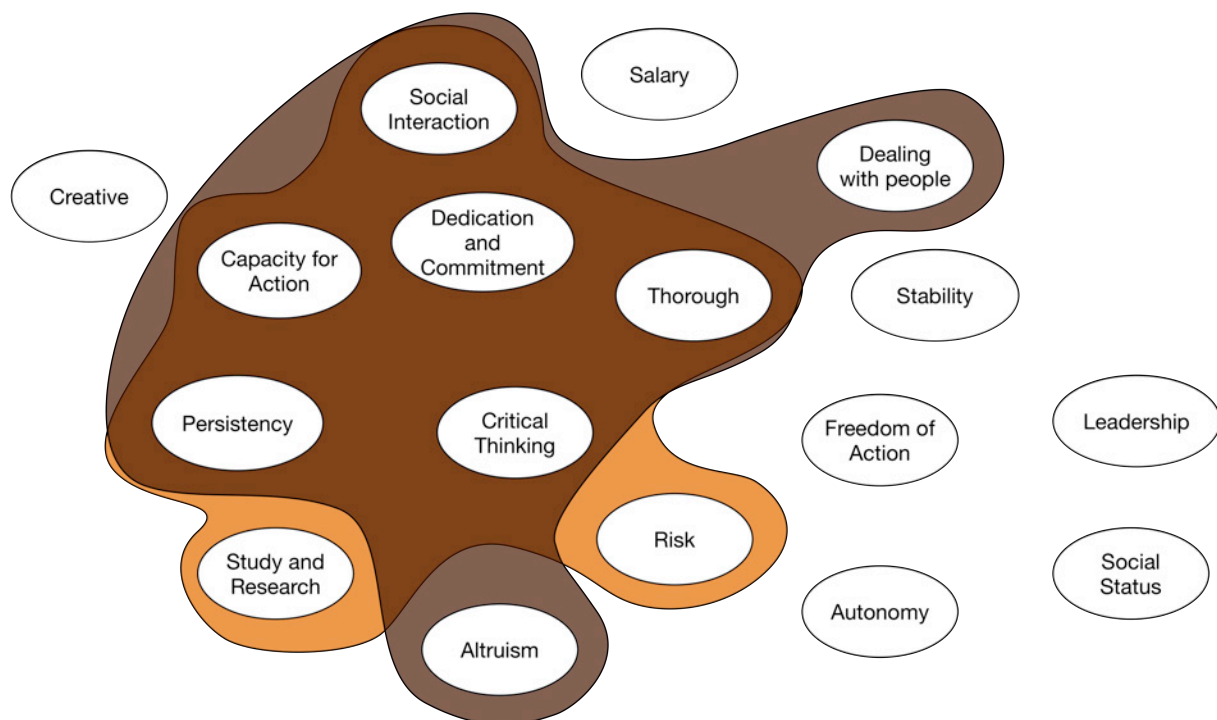 Salary
Social
Interaction
Dealing
with people
Creative
Dedication
and
Commitment
Capacity for
Action
Thorough
Stability
Persistency
Critical
Thinking
Freedom of
Action
Leadership
Risk
Study and
Research
Social
Status
Autonomy
Altruism